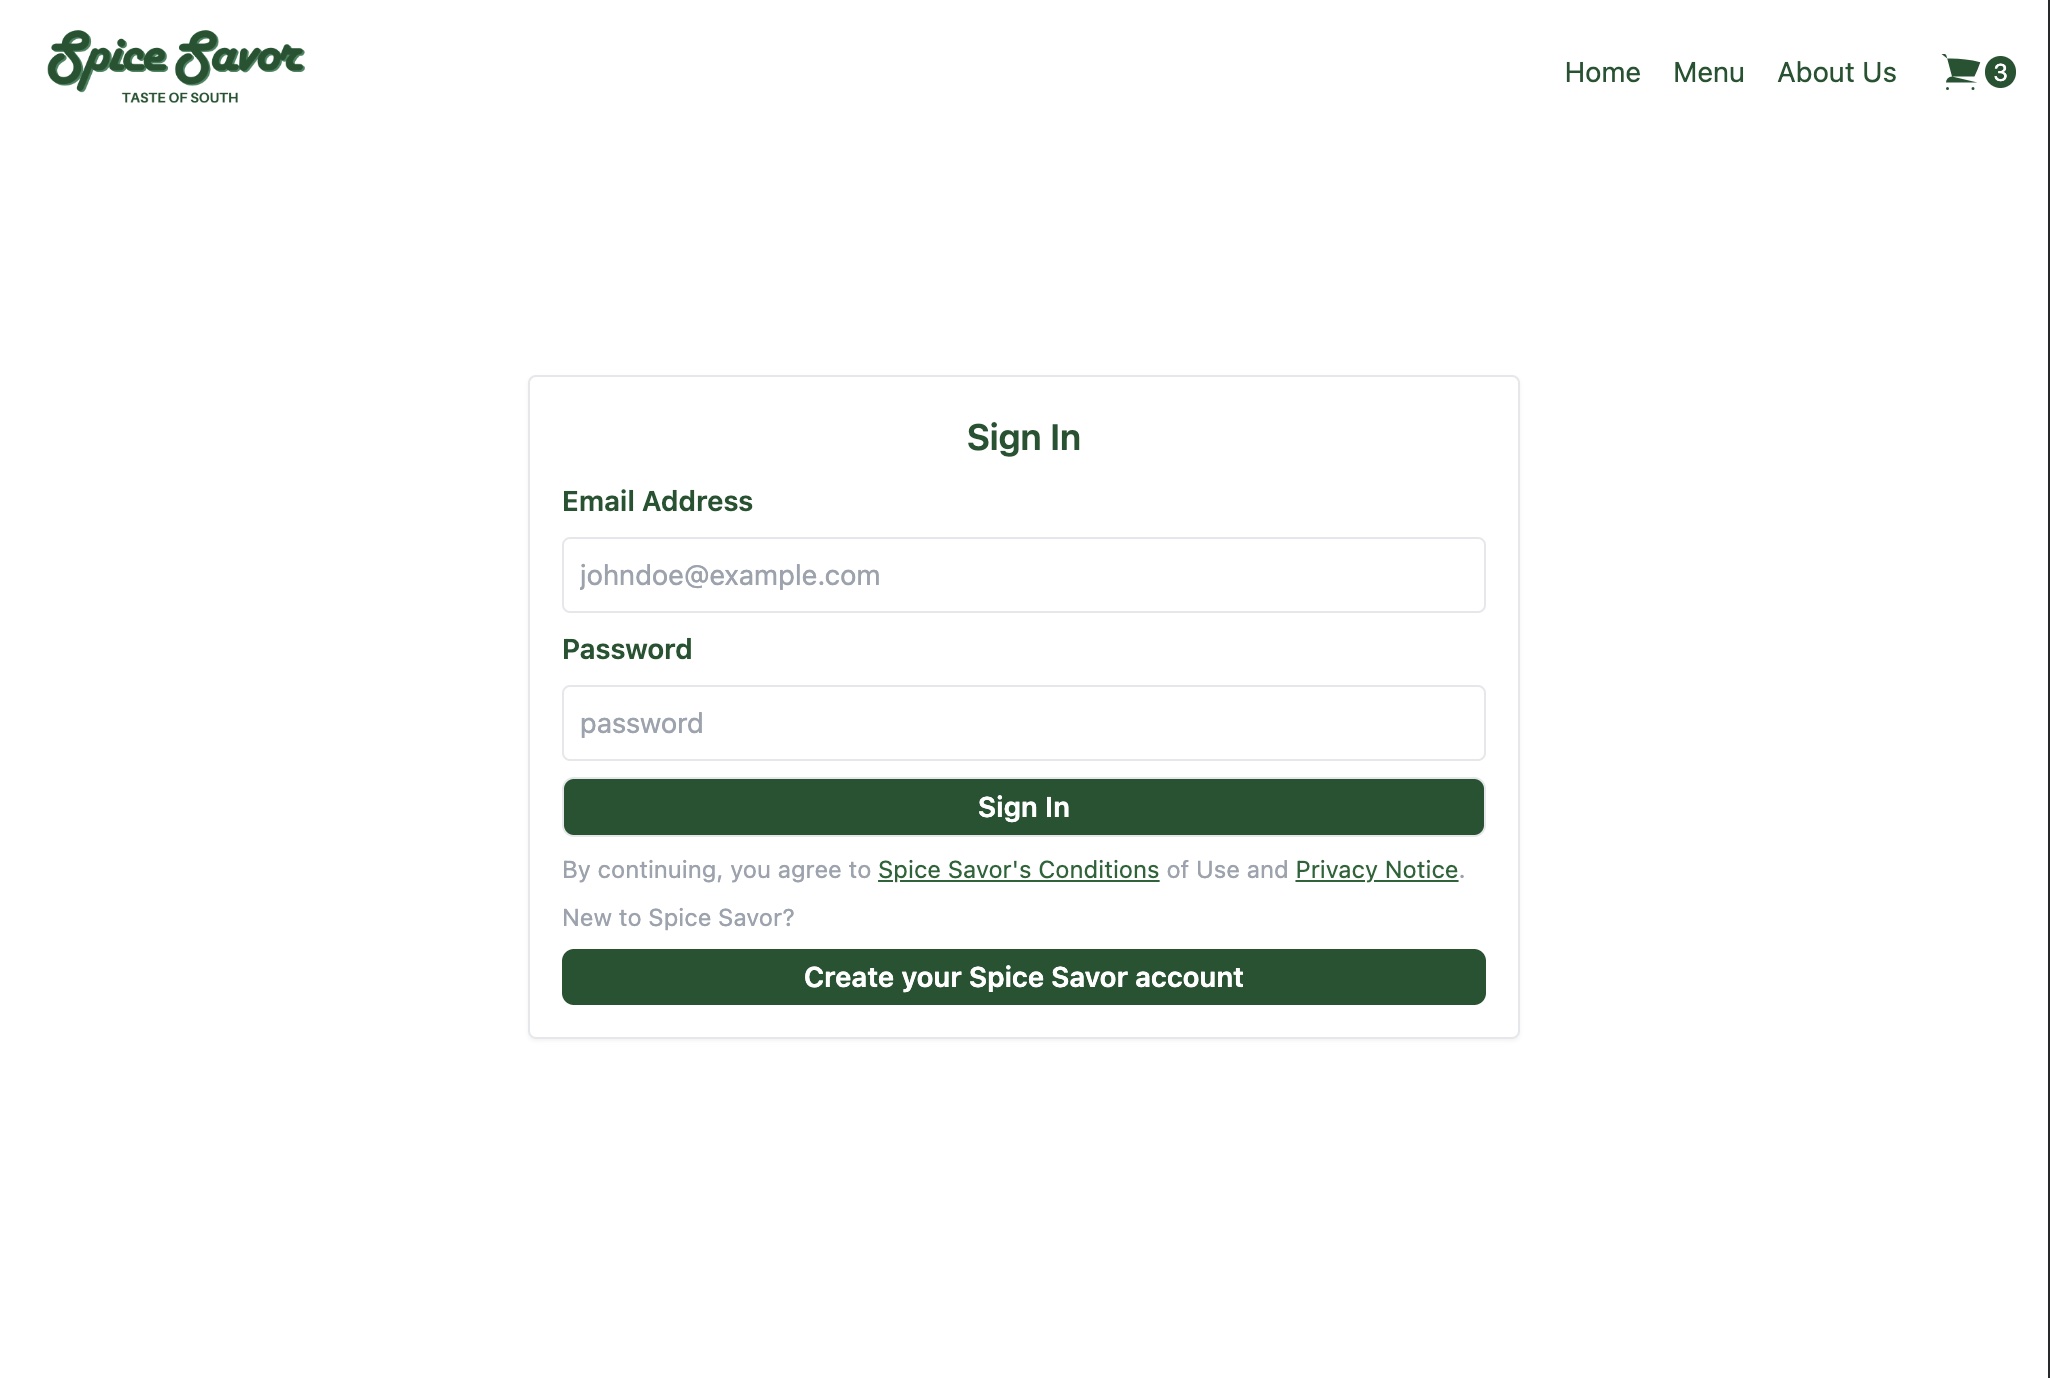 Spice Savor
TASTE OF SOUTH
Home
Menu
About Us
3
Sign In
Email Address
johndoe@example.com
Password
password
Sign In
By continuing, you agree to Spice Savor's Conditions of Use and Privacy Notice.
New to Spice Savor?
Create your Spice Savor account